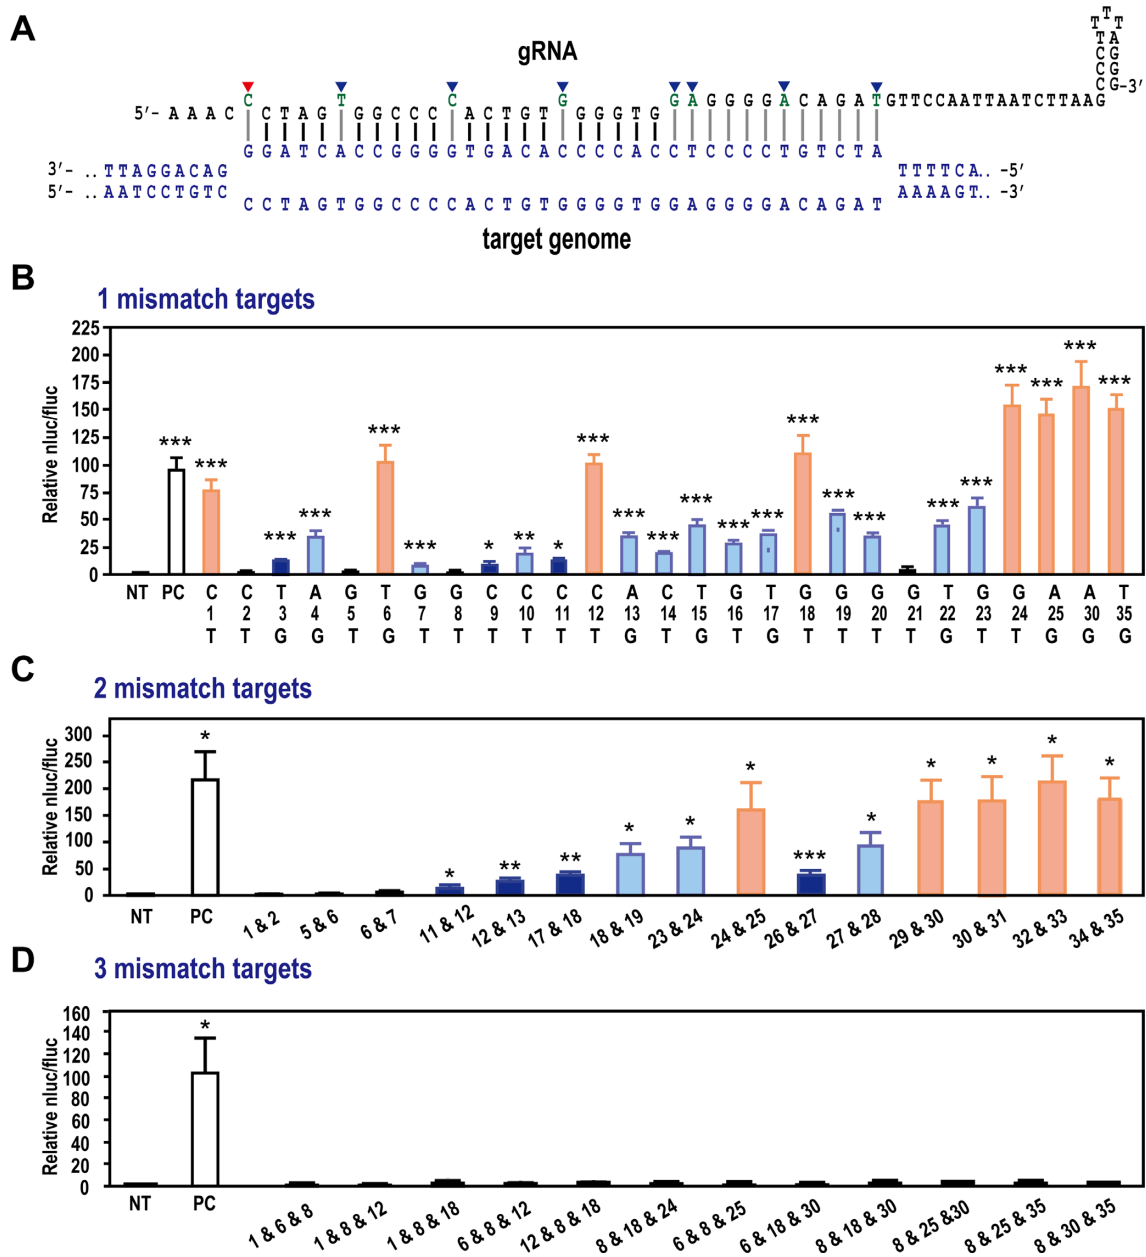 A
gRNA
5′- A A A C C C T A G T G G C C C C A C T G T G G G G T G G A G G G G A C A G A T GTTCCAATTAATCTTAAG GCCC T T T T A G G G -3′
G G A T C A C C G G G G T G A C A C C C C A C C T C C C C T G T C T A
3′- .. TTAGGACAG TTTTCA.. -5′
5′- .. AATCCTGTC AAAAGT.. -3′
C C T A G T G G C C C C A C T G T G G G G T G G A G G G G A C A G A T
target genome
B
1 mismatch targets
Relative nluc/fluc
225
200
175
150
125
100
75
50
25
0
*** *** *** *** *** *** * ** * *** *** *** *** *** *** *** *** *** *** *** *** *** *** ***
NT PC C C T A G T G G C C C C A C T G T G G G G T G G A A T
1 2 3 4 5 6 7 8 9 10 11 12 13 14 15 16 17 18 19 20 21 22 23 24 25 30 35
T T G G T G T T T T T T G T G T G T T T T G T T G G G
C
2 mismatch targets
Relative nluc/fluc
300
250
200
150
100
50
0
* * ** ** * * * *** * * * * *
NT PC 1 & 2 5 & 6 6 & 7 11 & 12 12 & 13 17 & 18 18 & 19 23 & 24 24 & 25 26 & 27 27 & 28 29 & 30 30 & 31 32 & 33 34 & 35
D
3 mismatch targets
Relative nluc/fluc
160
140
120
100
80
60
40
20
0
*
NT PC 1 & 6 & 8 1 & 8 & 12 1 & 8 & 18 6 & 8 & 12 12 & 8 & 18 8 & 18 & 24 6 & 8 & 25 6 & 18 & 30 8 & 18 & 30 8 & 25 &30 8 & 25 & 35 8 & 30 & 35